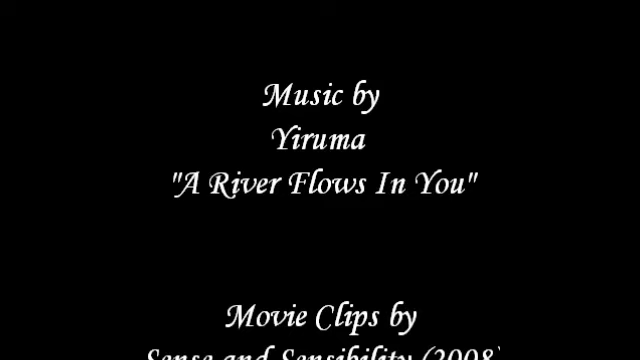 Music by
Yiruma
"A River Flows In You"
Movie Clips by
Sense and Sensibility (2008)